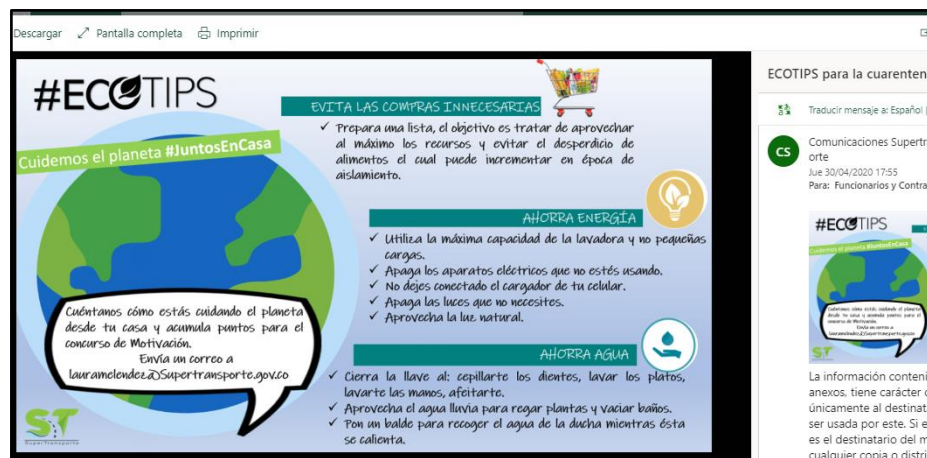 Descargar Pantalla completa Imprimir
#ECOTIPS
Cuidemos el planeta #JuntosEnCasa
EVITA LAS COMPRAS INNECESARIAS
✓ Prepara una lista, el objetivo es tratar de aprovechar
al máximo los recursos y evitar el desperdicio de
alimentos el cual puede incrementar en época de
aislamiento.
AHORRA ENERGÍA
✓ Utiliza la máxima capacidad de la lavadora y no pequeñas
cargas.
✓ Apaga los aparatos eléctricos que no estés usando.
✓ No dejes conectado el cargador de tu celular.
✓ Apaga las luces que no necesites.
✓ Aprovecha la luz natural.
AHORRA AGUA
✓ Cierra la llave al: cepillarte los dientes, lavar los platos,
lavarte las manos, afeitarte.
✓ Aprovecha el agua lluvia para regar plantas y vaciar baños.
✓ Pon un balde para recoger el agua de la ducha mientras ésta
se calienta.
Cuéntanos cómo estás cuidando el planeta
desde tu casa y acumula puntos para el
concurso de Motivación.
Envía un correo a
lauramelendez@Supertransporte.gov.co
ST
SuperTransporte
ECOTIPS para la cuarenten
Traducir mensaje a: Español
CS
Comunicaciones Supertr
orte
Jue 30/04/2020 17:55
Para: Funcionarios y Contra
#ECOTIPS
Cuidemos el planeta #JuntosEnCasa
ST
La información conteni
anexos, tiene carácter
únicamente al destinat
ser usada por este. Si e
es el destinatario del m
cualquier copia o distri